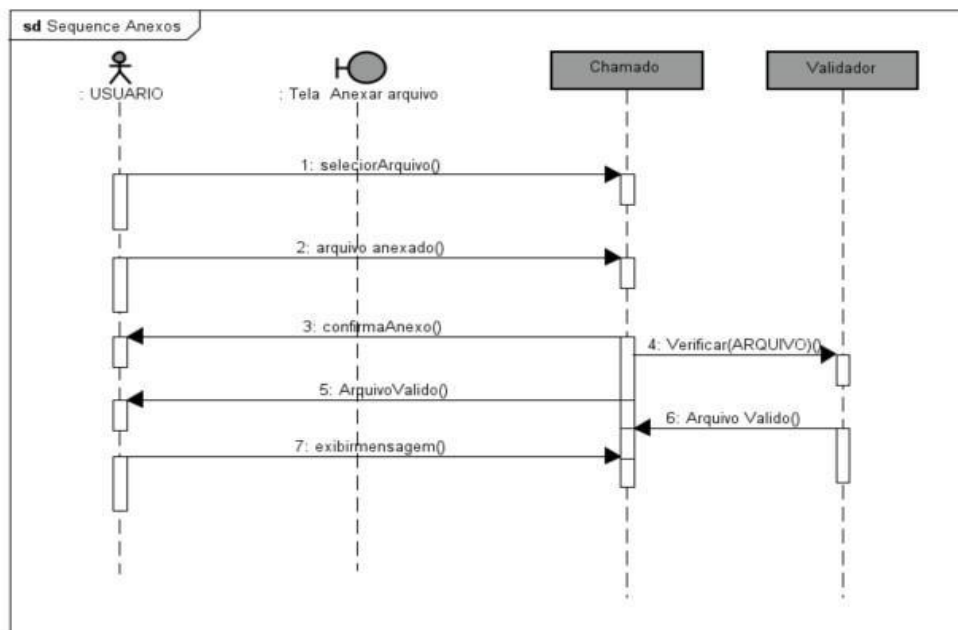 sd Sequence Anexos
: USUARIO
: Tela Anexar arquivo
Chamado
Validador
1: seleciorArquivo()
2: arquivo anexado()
3: confirmaAnexo()
4: Verificar(ARQUIVO)()
5: ArquivoValido()
6: Arquivo Valido()
7: exibirmensagem()